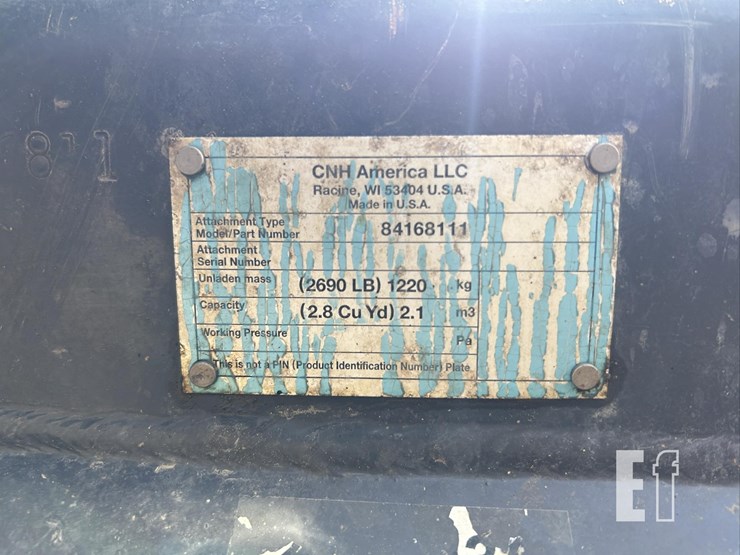 811
CNH America LLC
Racine, WI 53404 U.S.A.
Made in U.S.A.
Attachment Type
Model/Part Number 84168111
Attachment
Serial Number
Unladen mass (2690 LB) 1220 kg
Capacity (2.8 Cu Yd) 2.1 m3
Working Pressure Pa
This is not a PIN (Product Identification Number) Plate
Ef